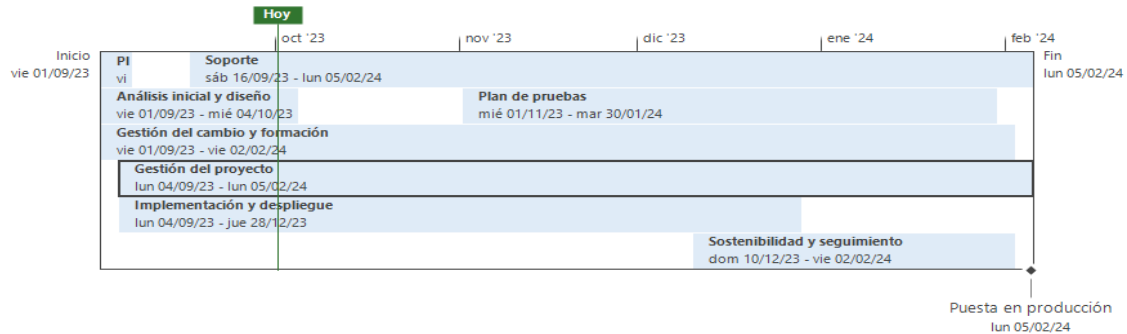 Hoy
oct '23
nov '23
dic '23
ene '24
feb '24
Inicio
vie 01/09/23
Fin
lun 05/02/24
Pl
vi
Soporte
sáb 16/09/23 - lun 05/02/24
Análisis inicial y diseño
vie 01/09/23 - mié 04/10/23
Plan de pruebas
mié 01/11/23 - mar 30/01/24
Gestión del cambio y formación
vie 01/09/23 - vie 02/02/24
Gestión del proyecto
lun 04/09/23 - lun 05/02/24
Implementación y despliegue
lun 04/09/23 - jue 28/12/23
Sostenibilidad y seguimiento
dom 10/12/23 - vie 02/02/24
Puesta en producción
lun 05/02/24